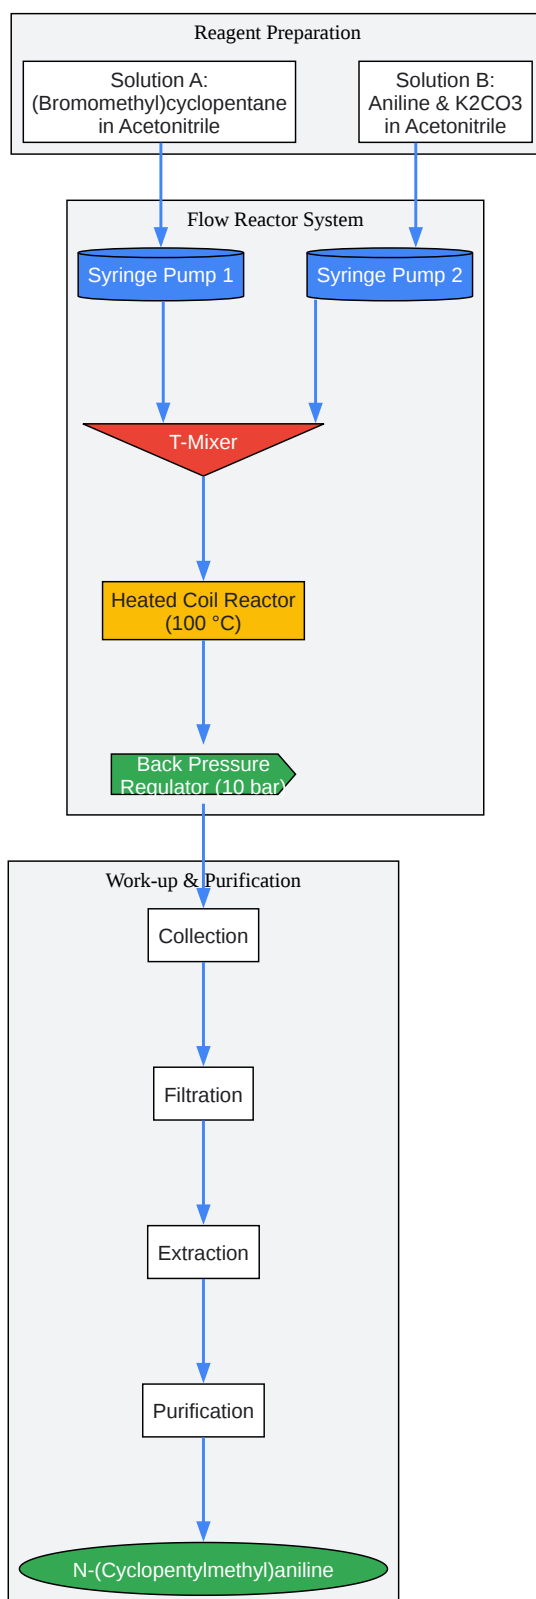 Reagent Preparation
Solution A:
(Bromomethyl)cyclopentane
in Acetonitrile
Solution B:
Aniline & K2CO3
in Acetonitrile
Flow Reactor System
Syringe Pump 1
Syringe Pump 2
T-Mixer
Heated Coil Reactor
(100 °C)
Back Pressure
Regulator (10 bar)
Work-up & Purification
Collection
Filtration
Extraction
Purification
N-(Cyclopentylmethyl)aniline